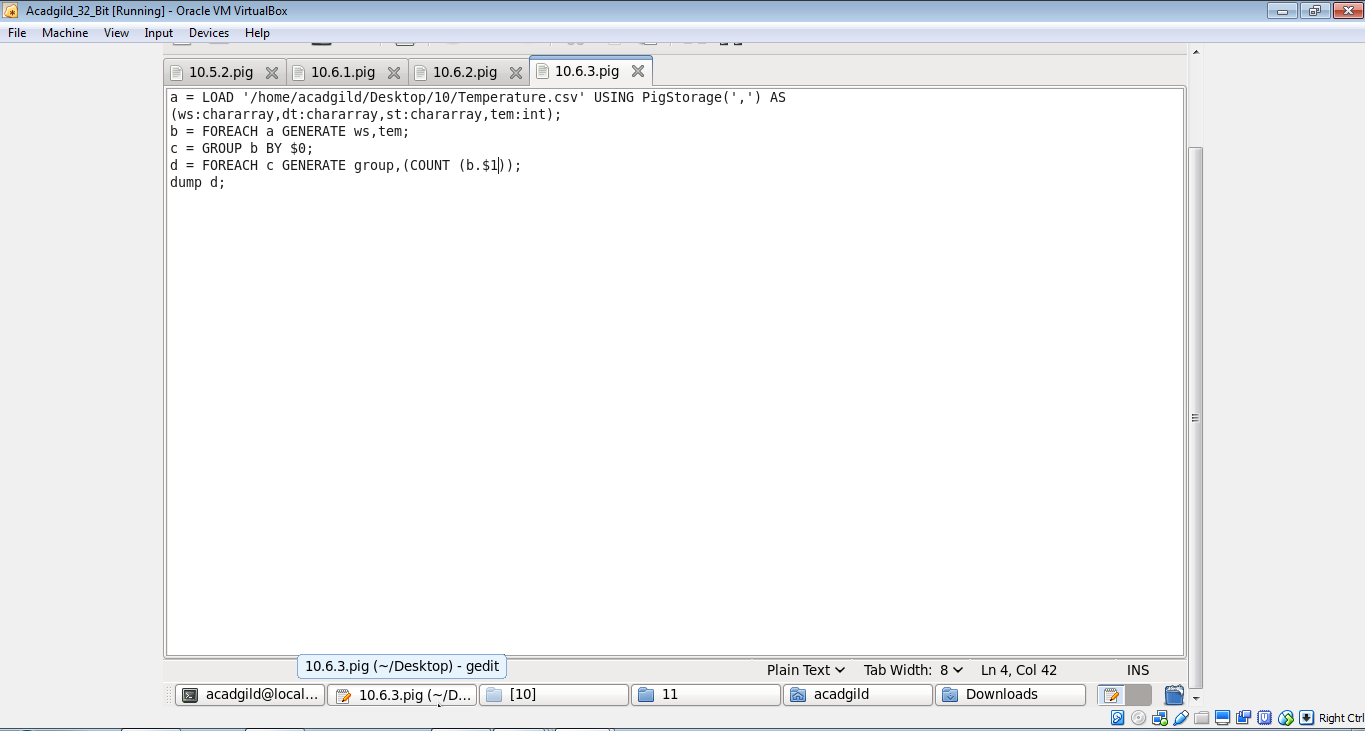 Acadgild_32_Bit [Running] - Oracle VM VirtualBox
File Machine View Input Devices Help
10.5.2.pig 10.6.1.pig 10.6.2.pig 10.6.3.pig
a = LOAD '/home/acadgild/Desktop/10/Temperature.csv' USING PigStorage(',') AS
(ws:chararray,dt:chararray,st:chararray,tem:int);
b = FOREACH a GENERATE ws,tem;
c = GROUP b BY $0;
d = FOREACH c GENERATE group,(COUNT (b.$1));
dump d;
10.6.3.pig (~/Desktop) - gedit
Plain Text Tab Width: 8 Ln 4, Col 42 INS
acadgild@local... 10.6.3.pig (~/D... [10] 11 acadgild Downloads
Right Ctrl